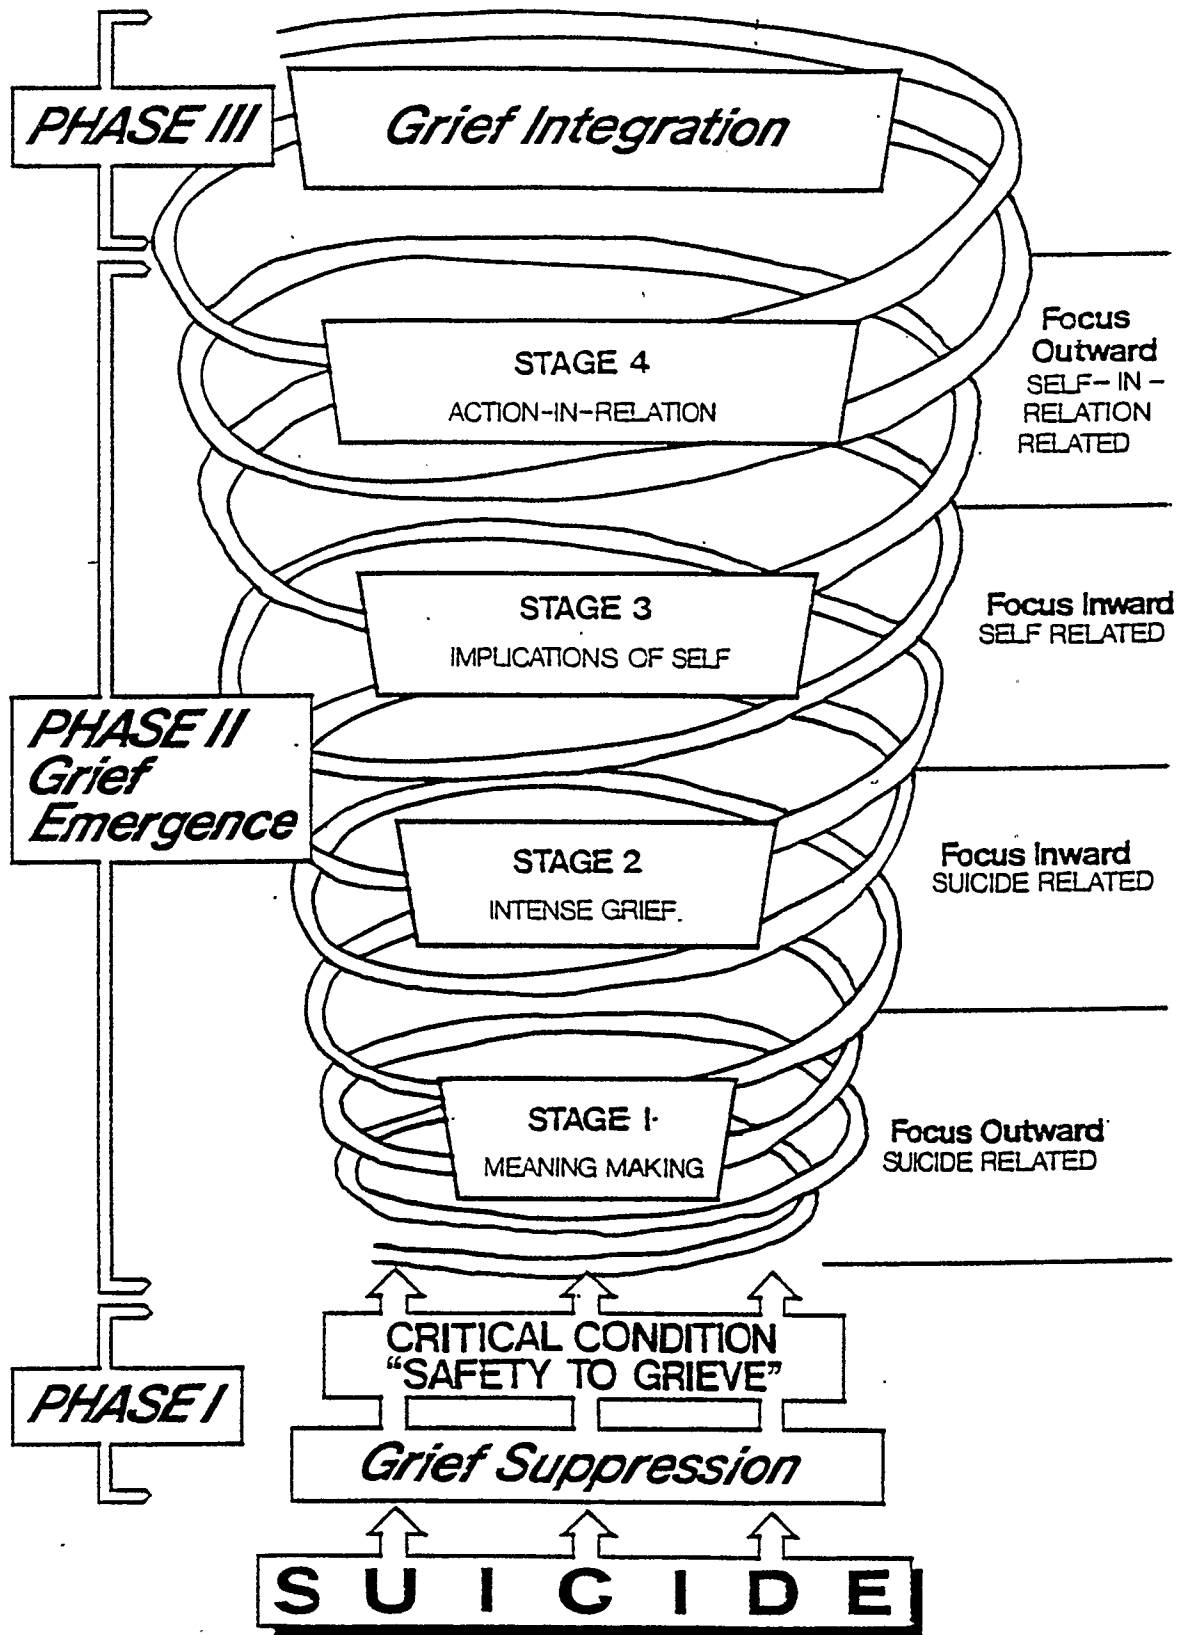 PHASE III
Grief Integration
STAGE 4
ACTION-IN-RELATION
Focus
Outward
SELF-IN-
RELATION
RELATED
STAGE 3
IMPLICATIONS OF SELF
Focus Inward
SELF RELATED
PHASE II
Grief
Emergence
STAGE 2
INTENSE GRIEF
Focus Inward
SUICIDE RELATED
STAGE I
MEANING MAKING
Focus Outward
SUICIDE RELATED
CRITICAL CONDITION
“SAFETY TO GRIEVE”
PHASE I
Grief Suppression
SUICIDE